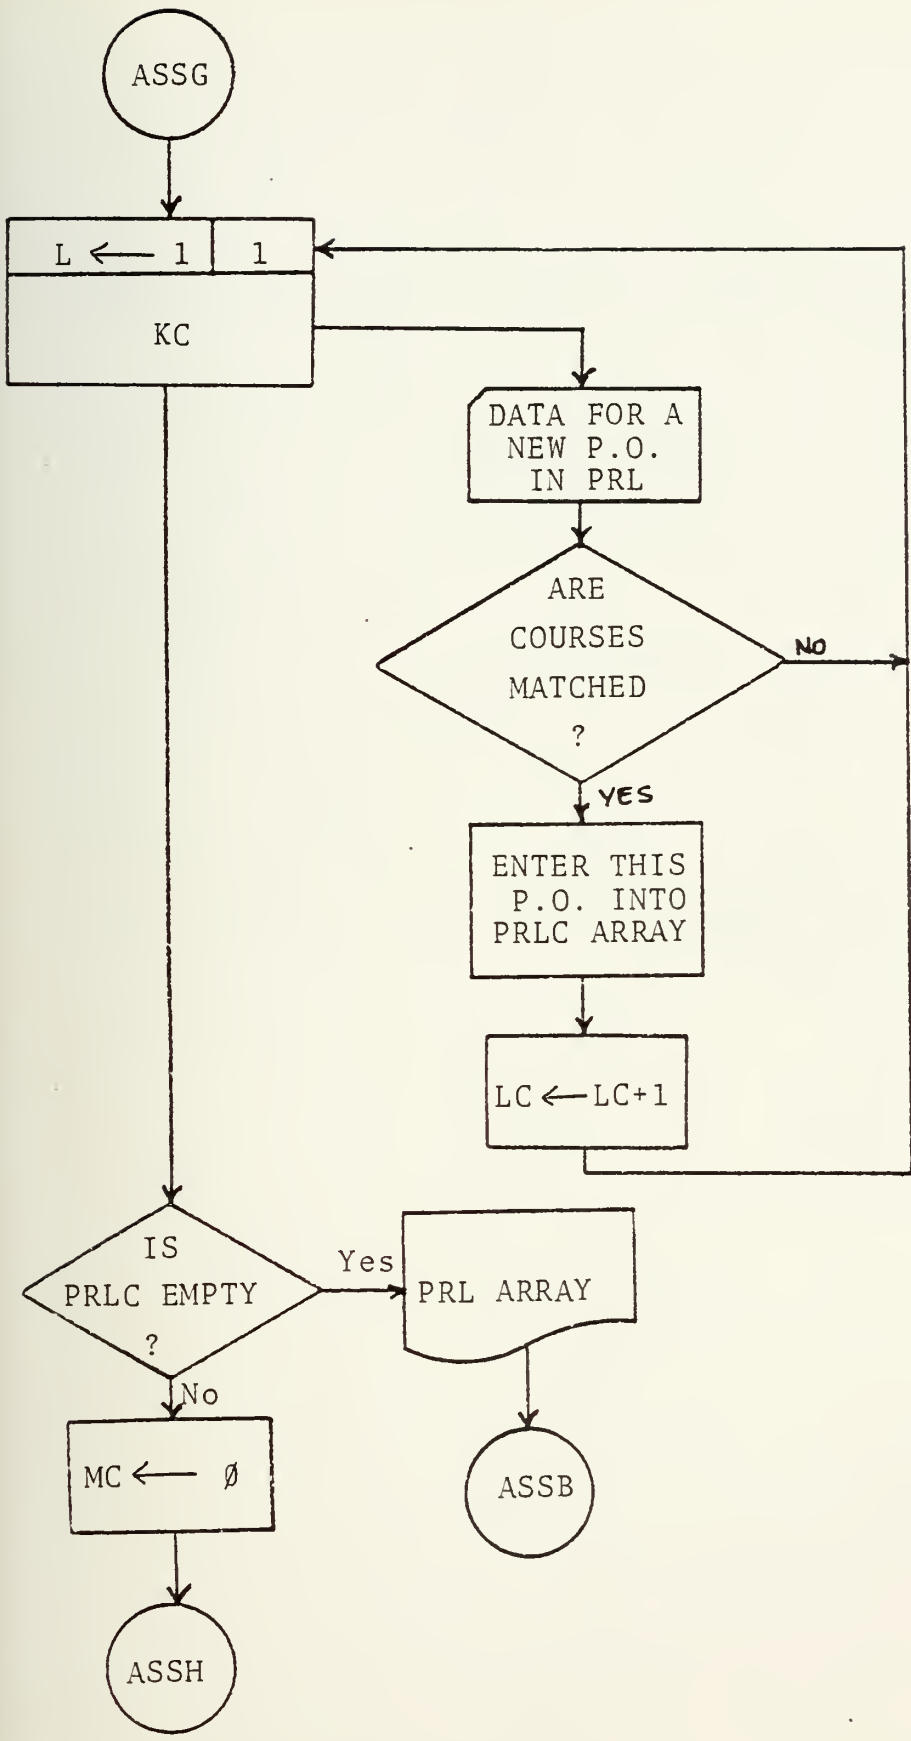 ASSG
L ← 1 1
KC
DATA FOR A
NEW P.O.
IN PRL
ARE
COURSES
MATCHED
?
NO
YES
ENTER THIS
P.O. INTO
PRLC ARRAY
LC ← LC+1
IS
PRLC EMPTY
?
Yes
PRL ARRAY
No
MC ← Ø
ASSB
ASSH